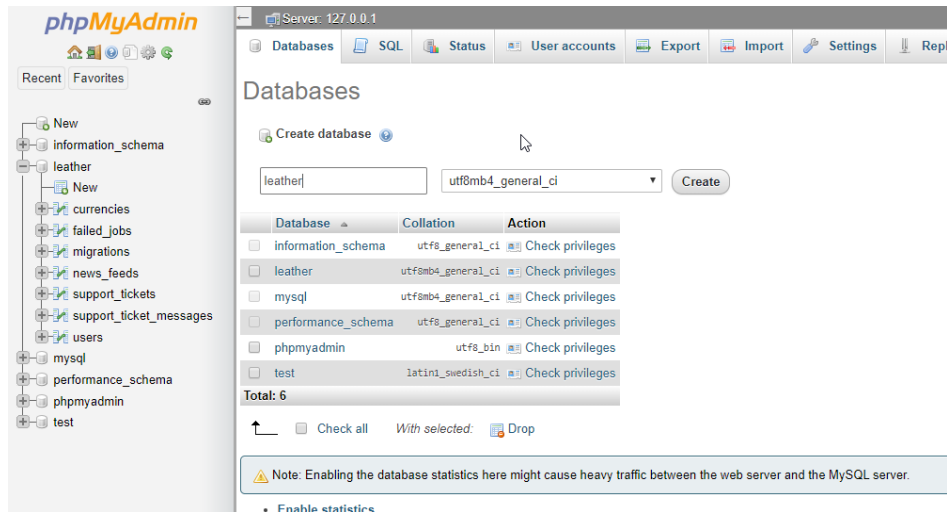 phpMyAdmin
Recent Favorites
New
information_schema
leather
New
currencies
failed_jobs
migrations
news_feeds
support_tickets
support_ticket_messages
users
mysql
performance_schema
phpmyadmin
test
Server: 127.0.0.1
Databases SQL Status User accounts Export Import Settings Repl
Databases
Create database
leather utf8mb4_general_ci Create
Database Collation Action
information_schema utf8_general_ci Check privileges
leather utf8mb4_general_ci Check privileges
mysql utf8mb4_general_ci Check privileges
performance_schema utf8_general_ci Check privileges
phpmyadmin utf8_bin Check privileges
test latin1_swedish_ci Check privileges
Total: 6
Check all With selected: Drop
Note: Enabling the database statistics here might cause heavy traffic between the web server and the MySQL server.
Enable statistics